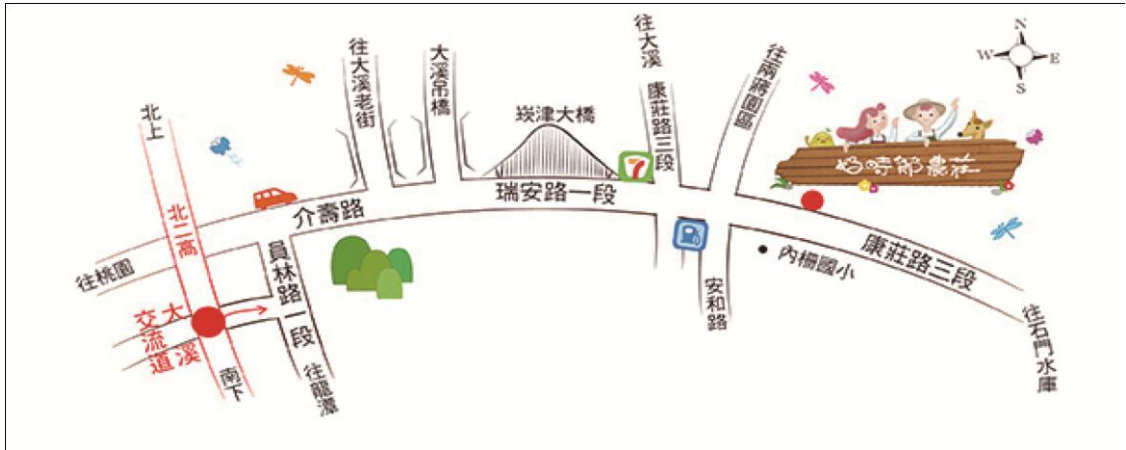 北上
往大溪老街
大溪吊橋
往大溪
康莊路三段
往兩蔣園區
N
W
E
S
崁津大橋
7
好時節農莊
北二高
介壽路
瑞安路一段
往桃園
員林路一段
內柵國小
康莊路三段
安和路
大溪
交流道
南下
往龍潭
往石門水庫